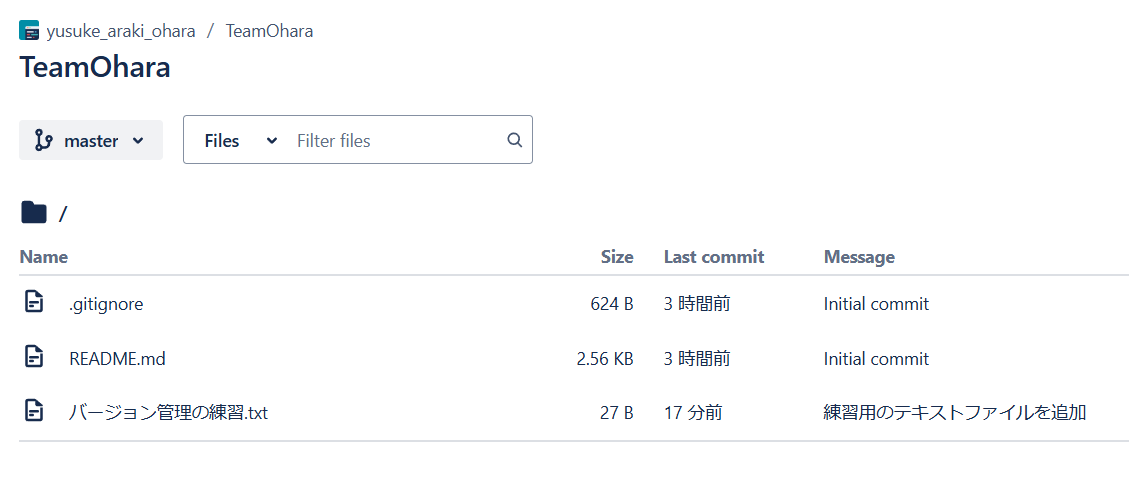 yusuke_araki_ohara / TeamOhara
TeamOhara
master Files Filter files
/
Name Size Last commit Message
.gitignore 624 B 3 時間前 Initial commit
README.md 2.56 KB 3 時間前 Initial commit
バージョン管理の練習.txt 27 B 17 分前 練習用のテキストファイルを追加